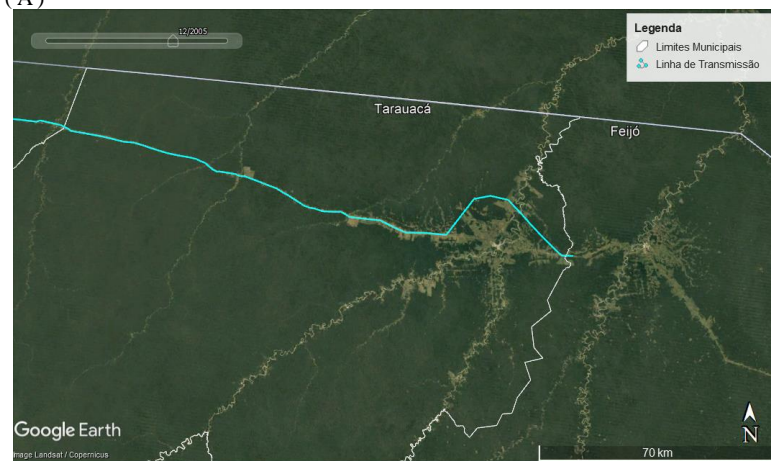 (A)
12/2005
Legenda
Limites Municipais
Linha de Transmissão
Tarauacá
Feijó
Google Earth
Image Landsat / Copernicus
70 km
N